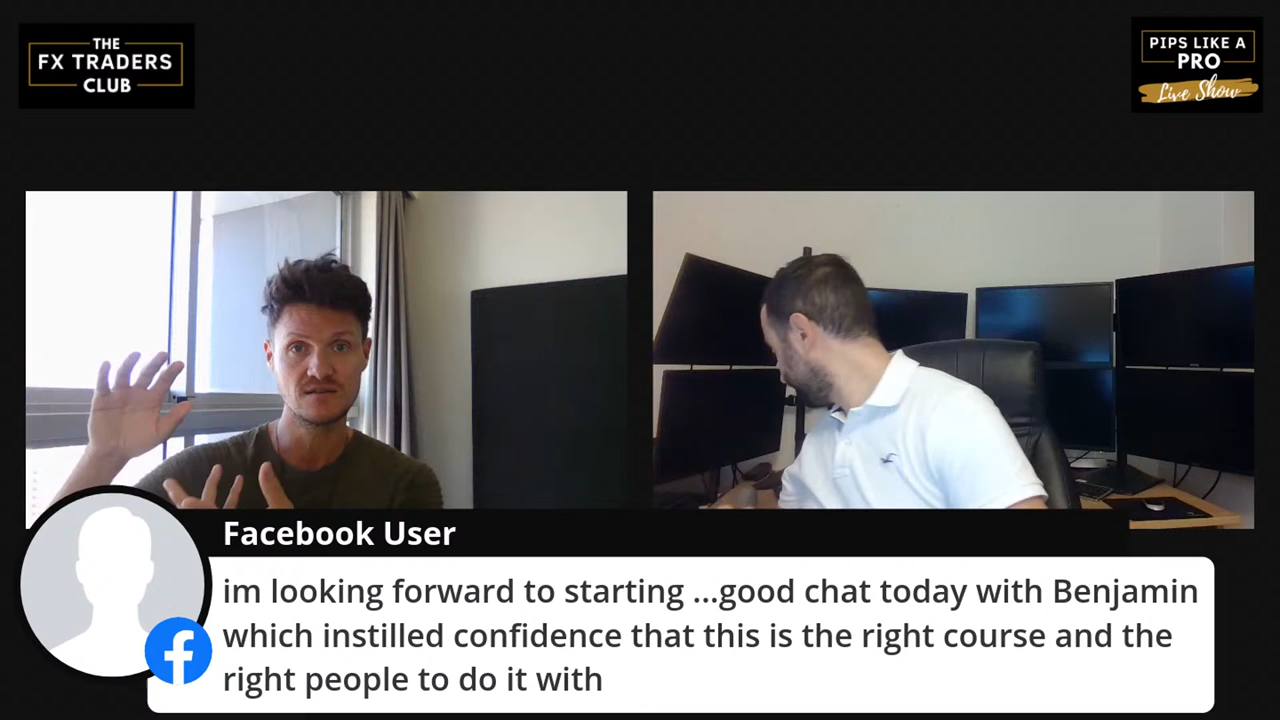 THE
FX TRADERS
CLUB
PIPS LIKE A
PRO
Live Show
Facebook User
im looking forward to starting ...good chat today with Benjamin
which instilled confidence that this is the right course and the
right people to do it with